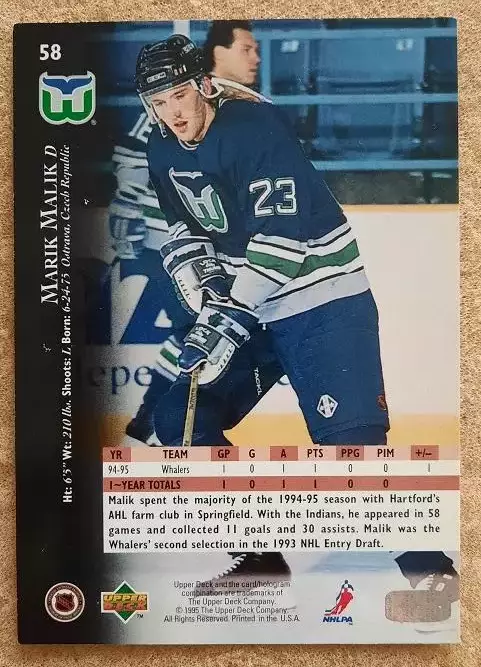 58
MARIK MALIK D
Ht: 6'5" Wt: 210 lbs. Shoots: L Born: 6-24-75 Ostrava, Czech Republic
23
TACKLA
YR TEAM GP G A PTS PPG PIM +/–
94-95 Whalers 1 0 1 1 0 0 1
1~YEAR TOTALS 1 0 1 1 0 0
Malik spent the majority of the 1994-95 season with Hartford's
AHL farm club in Springfield. With the Indians, he appeared in 58
games and collected 11 goals and 30 assists. Malik was the
Whalers' second selection in the 1993 NHL Entry Draft.
UPPER
DECK
TM
Upper Deck and the card/hologram
combination are trademarks of
The Upper Deck Company.
© 1995 The Upper Deck Company.
All Rights Reserved. Printed in the U.S.A.
NHLPA